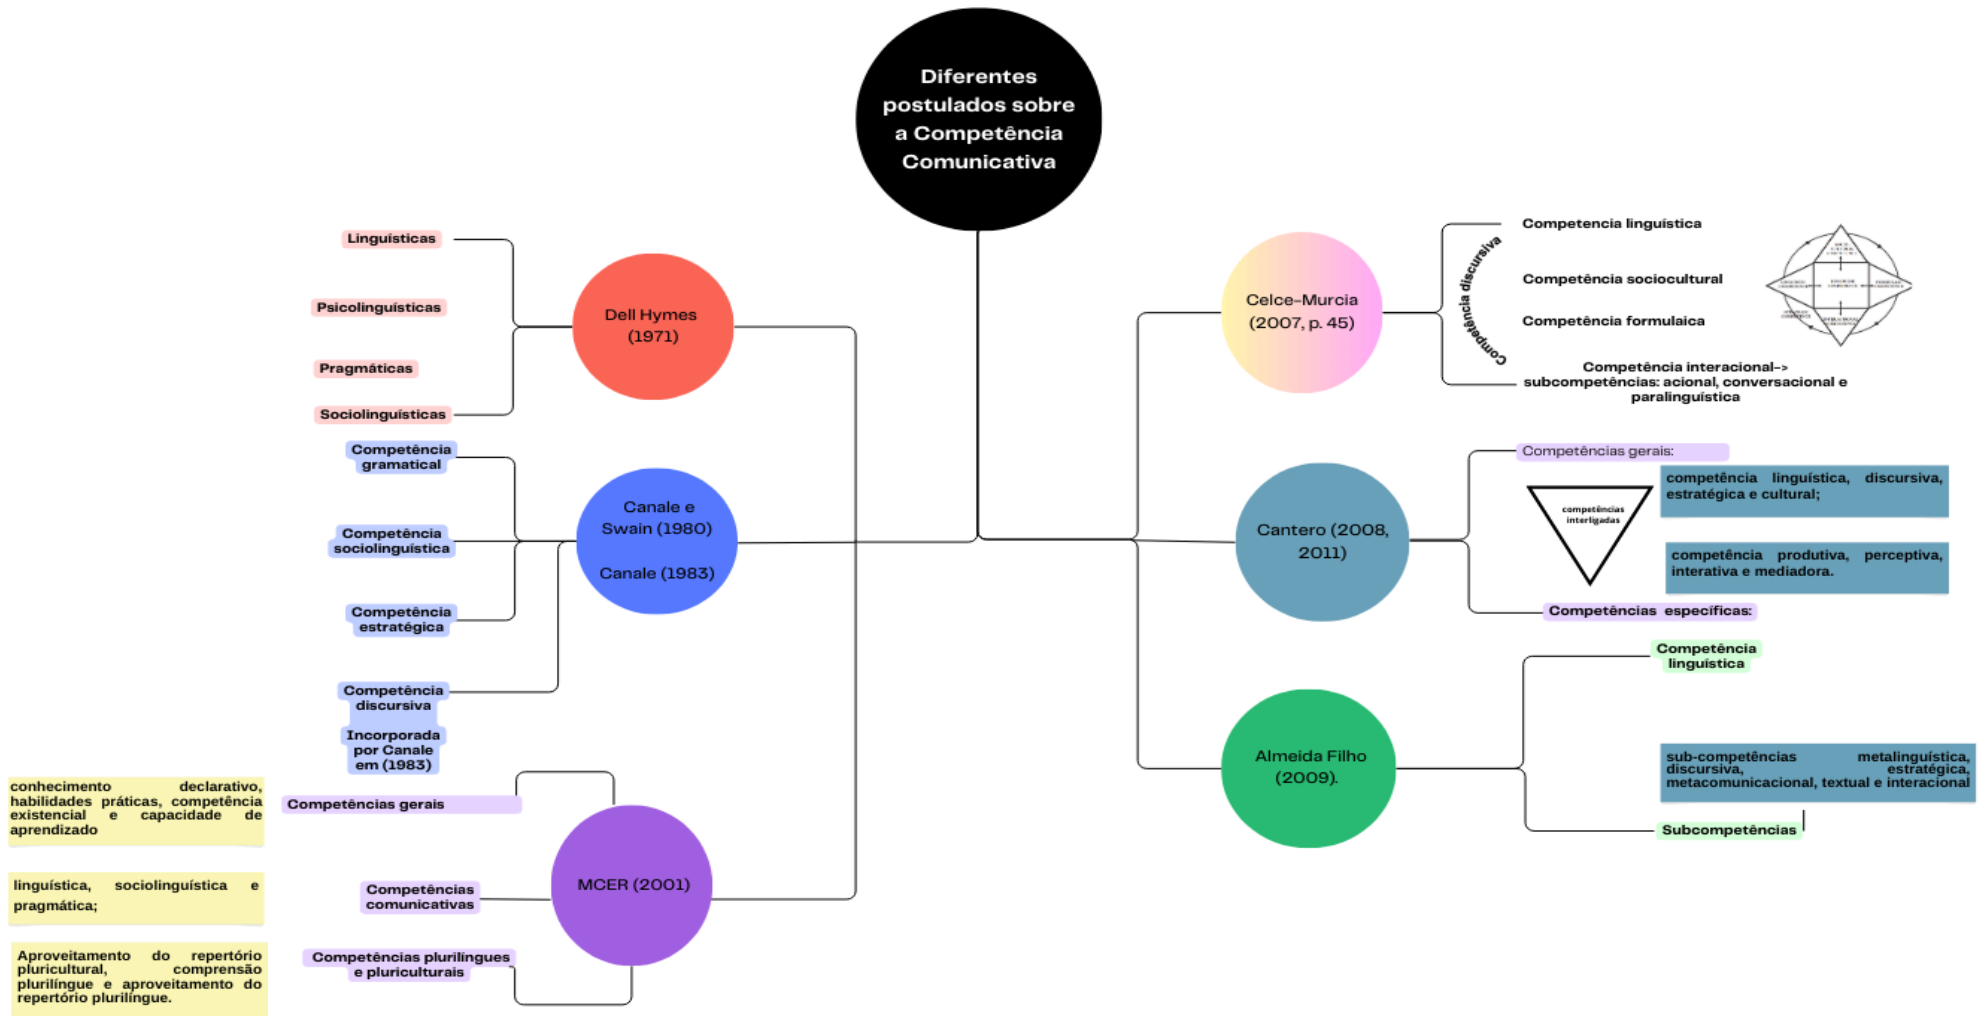 Diferentes
postulados sobre
a Competência
Comunicativa
Linguísticas
Psicolinguísticas
Pragmáticas
Sociolinguísticas
Dell Hymes
(1971)
Competência
gramatical
Competência
sociolinguística
Competência
estratégica
Competência
discursiva
Incorporada
por Canale
em (1983)
Canale e
Swain (1980)
Canale (1983)
conhecimento declarativo,
habilidades práticas, competência
existencial e capacidade de
aprendizado
Competências gerais
linguística, sociolinguística e
pragmática;
Competências
comunicativas
Aproveitamento do repertório
pluricultural, comprensão
plurilíngue e aproveitamento do
repertório plurilíngue.
Competências plurilíngues
e pluriculturais
MCER (2001)
Celce-Murcia
(2007, p. 45)
Competência discursiva
Competencia linguística
Competência sociocultural
Competência formulaica
Competência interacional->
subcompetências: acional, conversacional e
paralinguística
Cantero (2008,
2011)
Competências gerais:
competência linguística, discursiva,
estratégica e cultural;
competências
interligadas
competência produtiva, perceptiva,
interativa e mediadora.
Competências específicas:
Almeida Filho
(2009).
Competência
linguística
sub-competências metalinguística,
discursiva, estratégica,
metacomunicacional, textual e interacional
Subcompetências